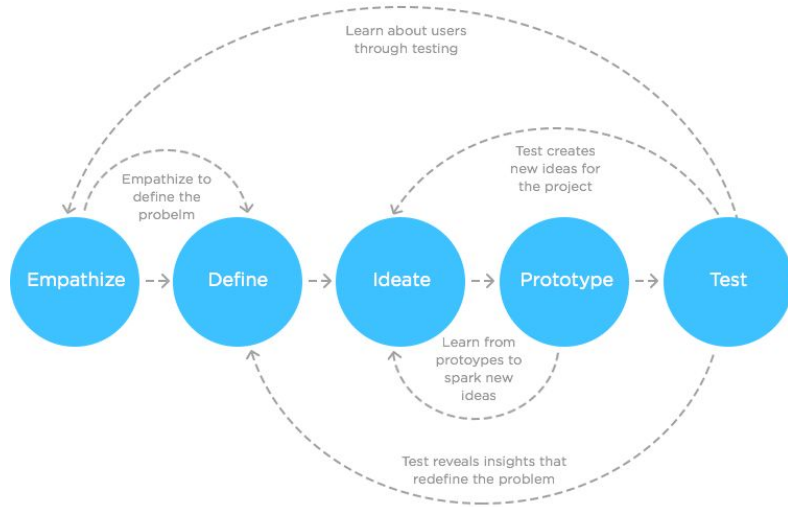 Learn about users
through testing
Test creates
new ideas for
the project
Empathize to
define the
probelm
Empathize
Define
Ideate
Prototype
Test
Learn from
protoypes to
spark new
ideas
Test reveals insights that
redefine the problem